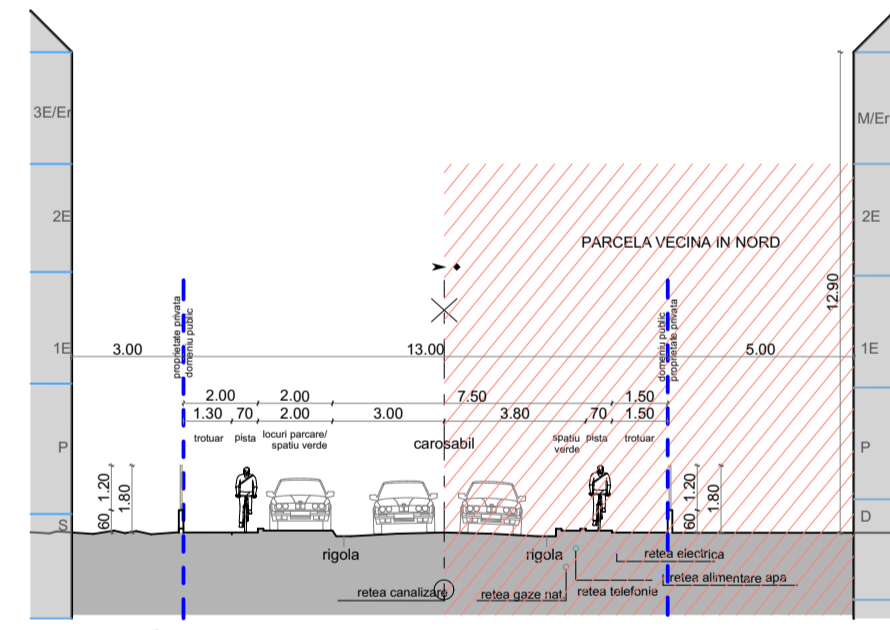 3E/Er
M/Er
2E
2E
PARCELA VECINA IN NORD
12.90
proprietate privata
domeniu public
domeniu public
proprietate privata
1E
3.00
13.00
5.00
1E
2.00
2.00
7.50
1.50
1.30
70
2.00
3.00
3.80
70
1.50
trotuar
pista
locuri parcare/
spatiu verde
carosabil
spatiu
verde
pista
trotuar
P
P
60
1.20
1.80
60
1.20
1.80
S
D
rigola
rigola
retea electrica
retea alimentare apa
retea canalizare
retea gaze nat.
retea telefonie